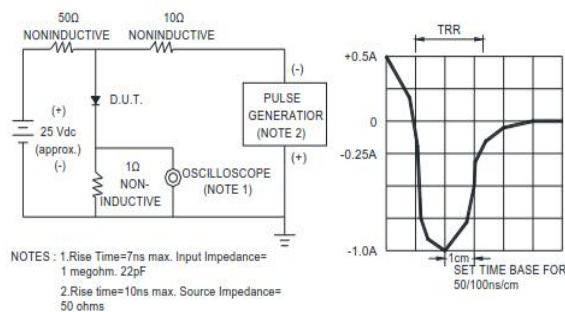 50Ω
NONINDUCTIVE
10Ω
NONINDUCTIVE
(+)
25 Vdc
(approx.)
(-)
D.U.T.
1Ω
NON-
INDUCTIVE
OSCILLOSCOPE
(NOTE 1)
(-)
PULSE
GENERATIOR
(NOTE 2)
(+)
NOTES : 1.Rise Time=7ns max. Input Impedance=
1 megohm. 22pF
2.Rise time=10ns max. Source Impedance=
50 ohms
TRR
+0.5A
0
-0.25A
-1.0A
1cm
SET TIME BASE FOR
50/100ns/cm